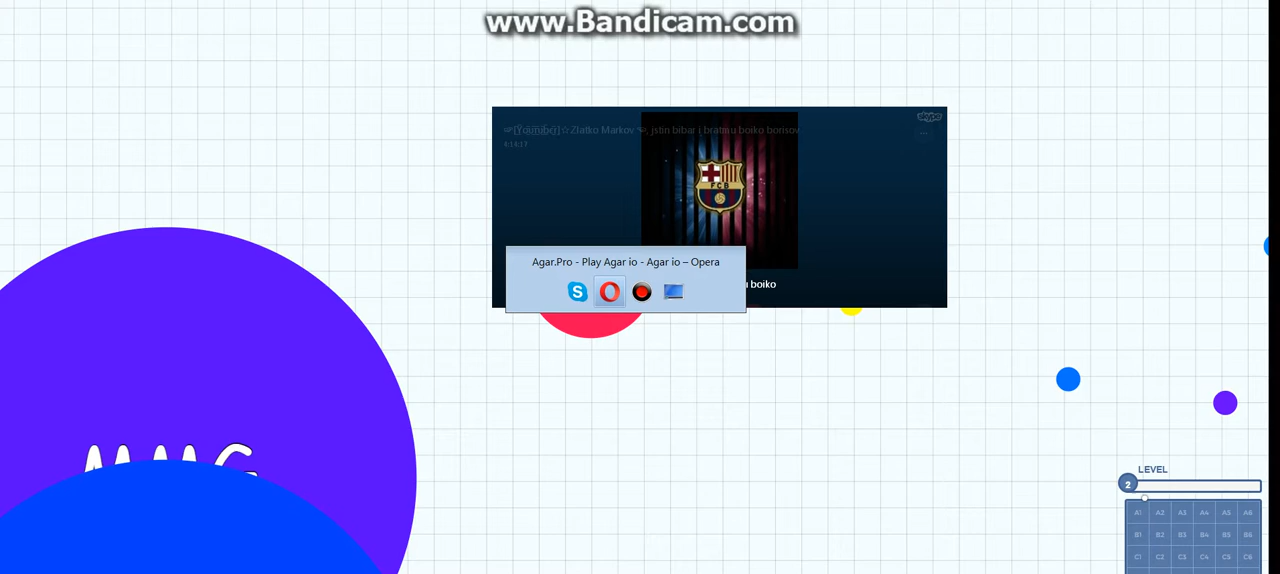 www.Bandicam.com
skype
Zlatko Markov ☜, jstin bibar i bratmu boiko borisov
...
FCB
Agar.Pro - Play Agar io - Agar io – Opera
u boiko
LEVEL
2
A1 A2 A3 A4 A5 A6
B1 B2 B3 B4 B5 B6
C1 C2 C3 C4 C5 C6